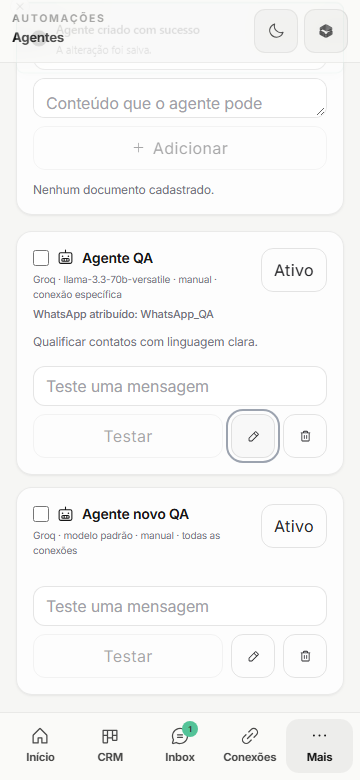 AUTOMAÇÕES
Agente criado com sucesso
Agentes
A alteração foi salva.
Conteúdo que o agente pode
+ Adicionar
Nenhum documento cadastrado.
Agente QA
Ativo
Groq · llama-3.3-70b-versatile · manual ·
conexão específica
WhatsApp atribuído: WhatsApp_QA
Qualificar contatos com linguagem clara.
Teste uma mensagem
Testar
Agente novo QA
Ativo
Groq · modelo padrão · manual · todas as
conexões
Teste uma mensagem
Testar
1
Início
CRM
Inbox
Conexões
Mais